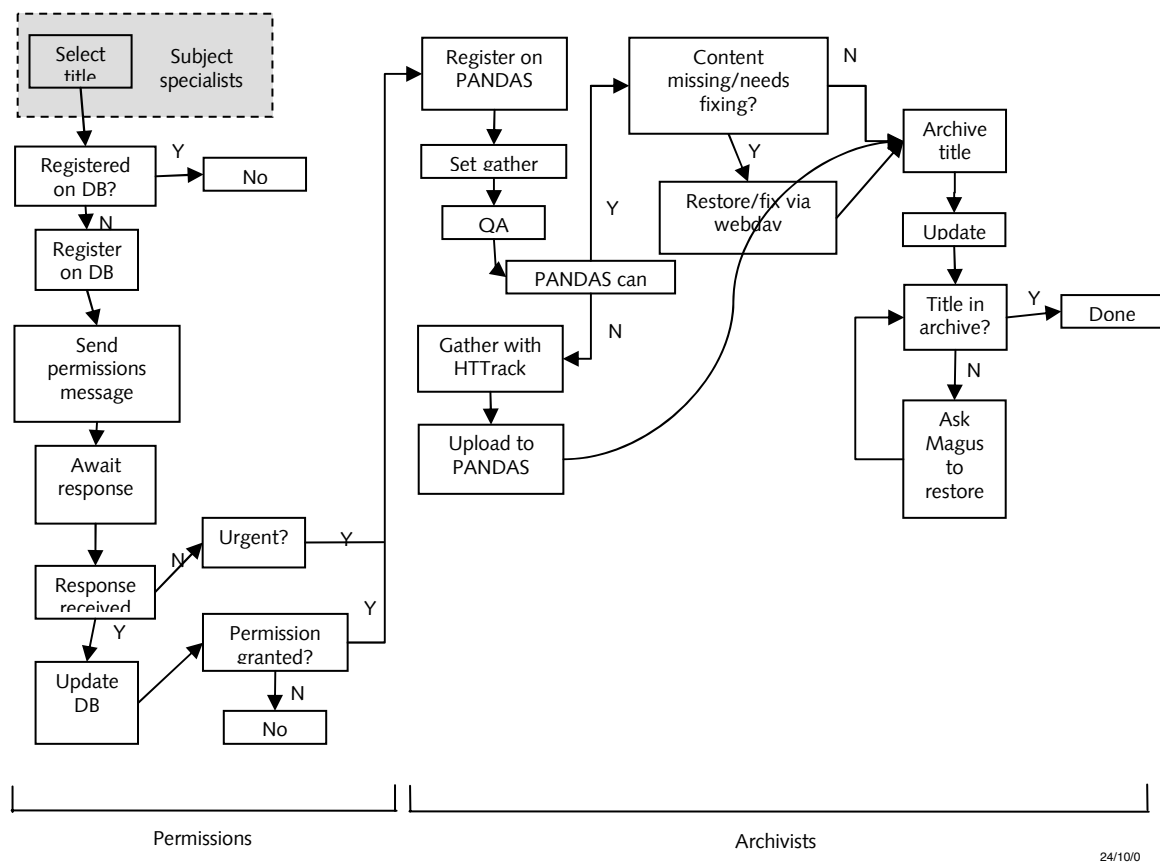 Select
title
Subject
specialists
Registered
on DB?
Y
No
N
Register
on DB
Send
permissions
message
Await
response
Response
received
N
Urgent?
Y
Y
Update
DB
Permission
granted?
Y
N
No
Permissions
Register on
PANDAS
Set gather
QA
PANDAS can
Y
N
Gather with
HTTrack
Upload to
PANDAS
Content
missing/needs
fixing?
N
Y
Restore/fix via
webdav
Archive
title
Update
Title in
archive?
Y
Done
N
Ask
Magus
to
restore
Archivists
24/10/0